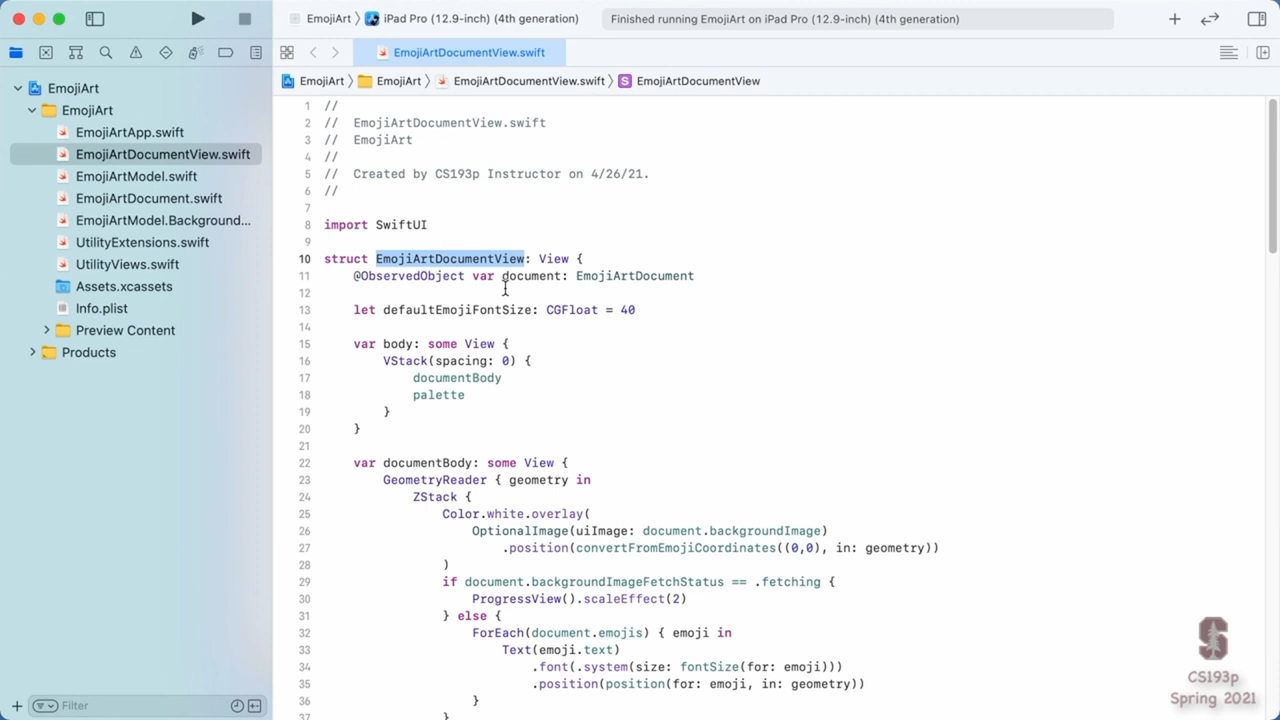 EmojiArt
iPad Pro (12.9-inch) (4th generation)
Finished running EmojiArt on iPad Pro (12.9-inch) (4th generation)
EmojiArtDocumentView.swift
EmojiArt
EmojiArt
EmojiArtDocumentView.swift
EmojiArtDocumentView
EmojiArt
EmojiArt
EmojiArtApp.swift
EmojiArtDocumentView.swift
EmojiArtModel.swift
EmojiArtDocument.swift
EmojiArtModel.Background...
UtilityExtensions.swift
UtilityViews.swift
Assets.xcassets
Info.plist
Preview Content
Products
Filter
1 //
2 // EmojiArtDocumentView.swift
3 // EmojiArt
4 //
5 // Created by CS193p Instructor on 4/26/21.
6 //
7
8 import SwiftUI
9
10 struct EmojiArtDocumentView: View {
11 @ObservedObject var document: EmojiArtDocument
12
13 let defaultEmojiFontSize: CGFloat = 40
14
15 var body: some View {
16 VStack(spacing: 0) {
17 documentBody
18 palette
19 }
20 }
21
22 var documentBody: some View {
23 GeometryReader { geometry in
24 ZStack {
25 Color.white.overlay(
26 OptionalImage(uiImage: document.backgroundImage)
27 .position(convertFromEmojiCoordinates((0,0), in: geometry))
28 )
29 if document.backgroundImageFetchStatus == .fetching {
30 ProgressView().scaleEffect(2)
31 } else {
32 ForEach(document.emojis) { emoji in
33 Text(emoji.text)
34 .font(.system(size: fontSize(for: emoji)))
35 .position(position(for: emoji, in: geometry))
36 }
37 }
CS193p
Spring 2021